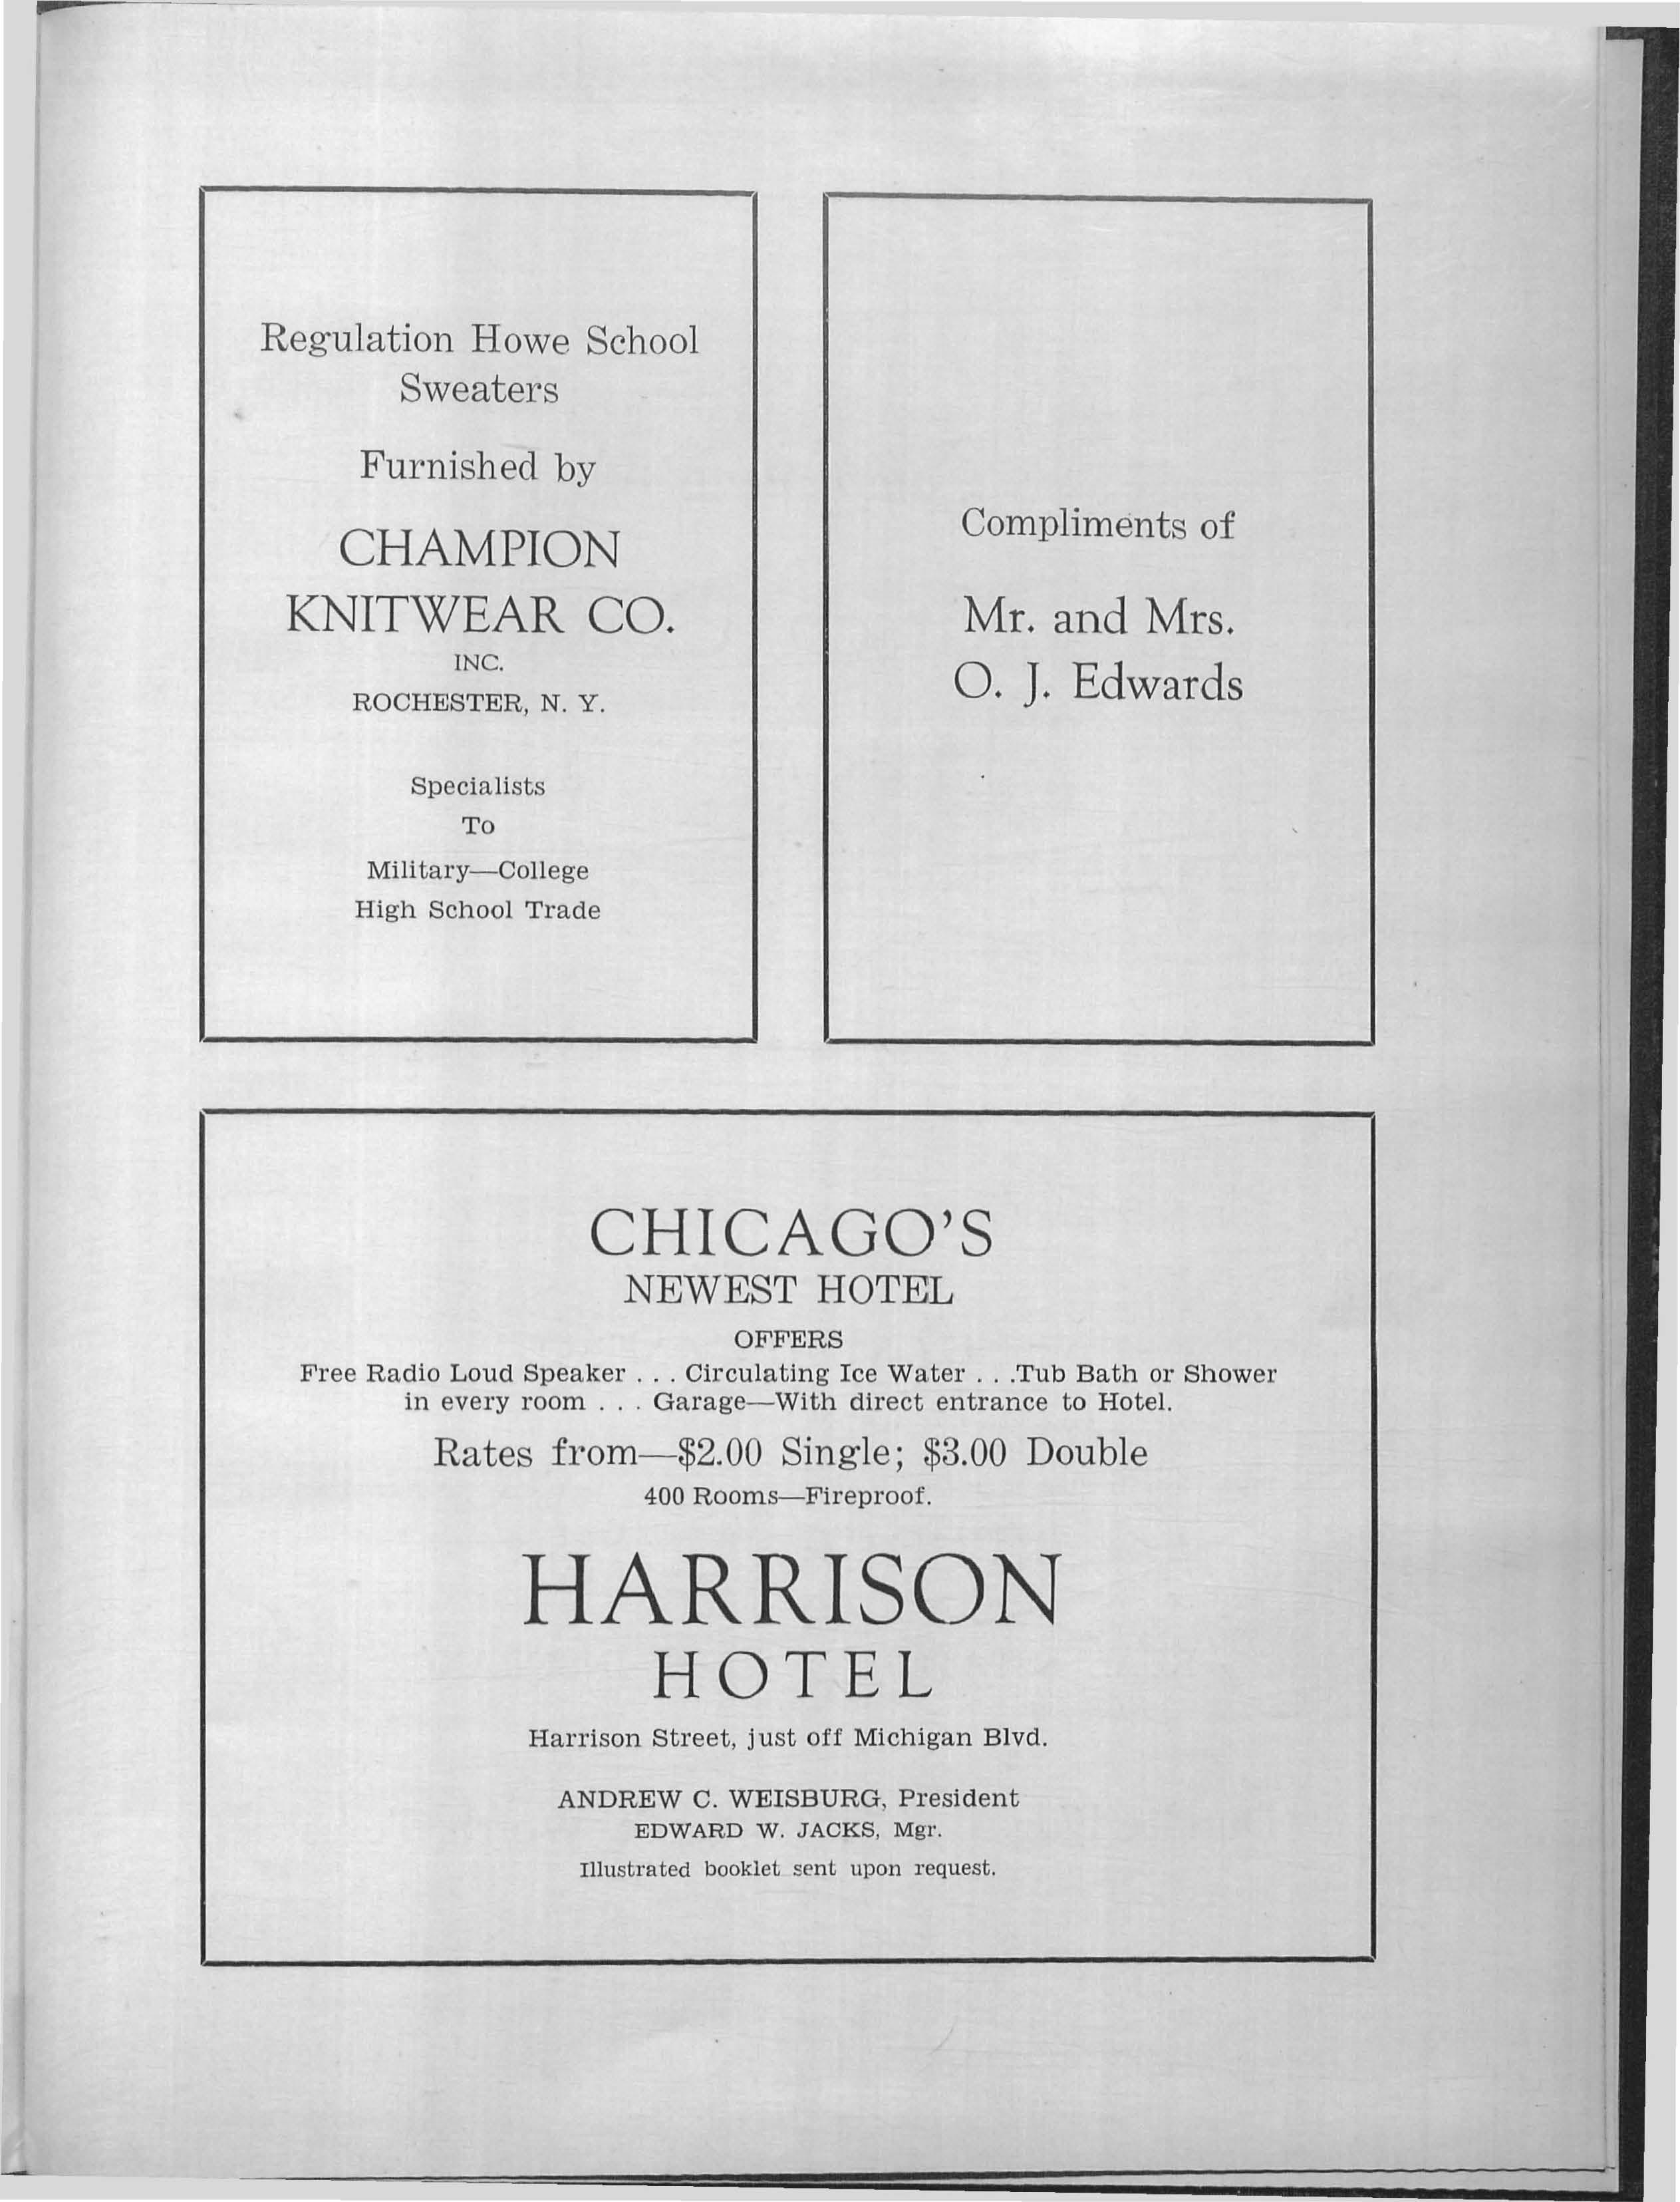 Regulation Howe School
Sweaters
Furnished by
CHAMPION
KNITWEAR CO.
INC.
ROCHESTER, N. Y.
Specialists
To
Military—College
High School Trade
Compliments of
Mr. and Mrs.
O. J. Edwards
CHICAGO'S
NEWEST HOTEL
OFFERS
Free Radio Loud Speaker . . . Circulating Ice Water . . .Tub Bath or Shower
in every room . . . Garage—With direct entrance to Hotel.
Rates from—$2.00 Single; $3.00 Double
400 Rooms—Fireproof.
HARRISON
HOTEL
Harrison Street, just off Michigan Blvd.
ANDREW C. WEISBURG, President
EDWARD W. JACKS, Mgr.
Illustrated booklet sent upon request.